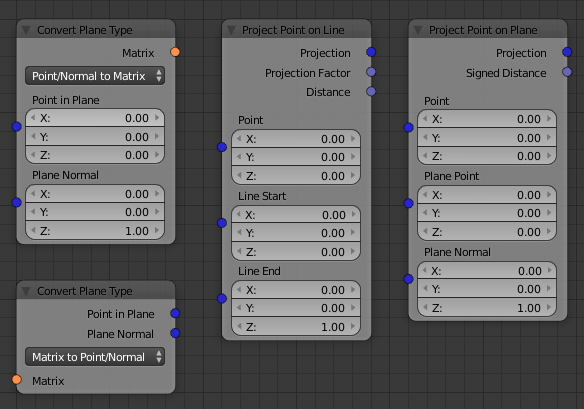 Convert Plane Type
Matrix
Point/Normal to Matrix
Point in Plane
X: 0.00
Y: 0.00
Z: 0.00
Plane Normal
X: 0.00
Y: 0.00
Z: 1.00
Convert Plane Type
Point in Plane
Plane Normal
Matrix to Point/Normal
Matrix
Project Point on Line
Projection
Projection Factor
Distance
Point
X: 0.00
Y: 0.00
Z: 0.00
Line Start
X: 0.00
Y: 0.00
Z: 0.00
Line End
X: 0.00
Y: 0.00
Z: 1.00
Project Point on Plane
Projection
Signed Distance
Point
X: 0.00
Y: 0.00
Z: 0.00
Plane Point
X: 0.00
Y: 0.00
Z: 0.00
Plane Normal
X: 0.00
Y: 0.00
Z: 1.00